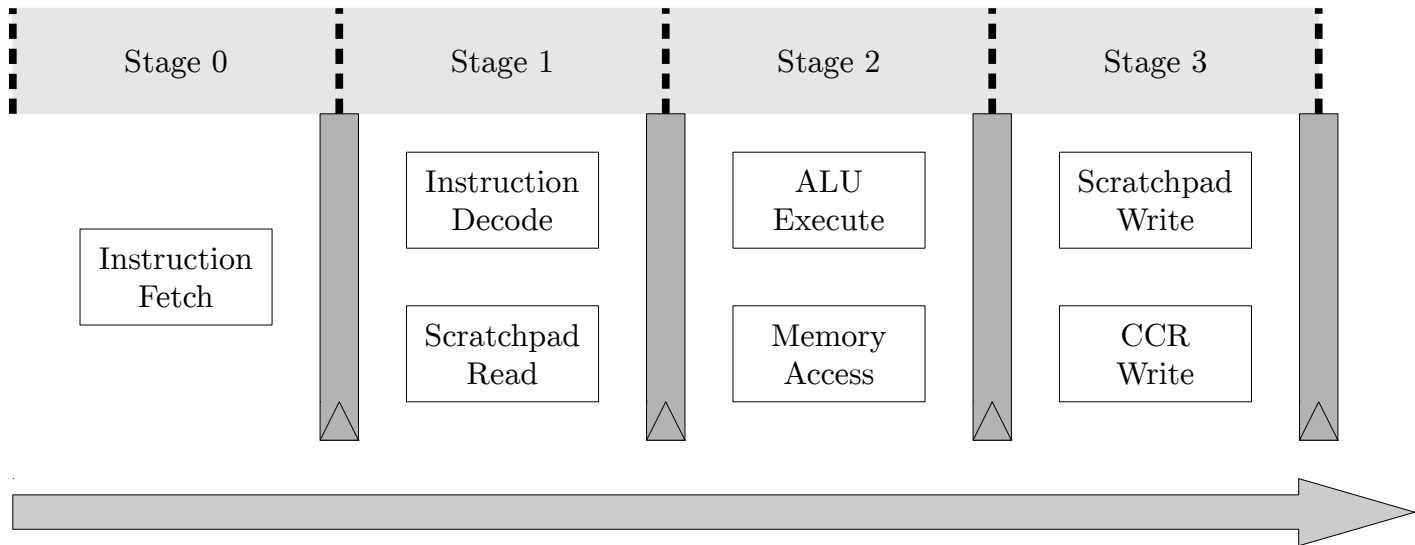 Stage 0
Stage 1
Stage 2
Stage 3
Instruction
Fetch
Instruction
Decode
Scratchpad
Read
ALU
Execute
Memory
Access
Scratchpad
Write
CCR
Write